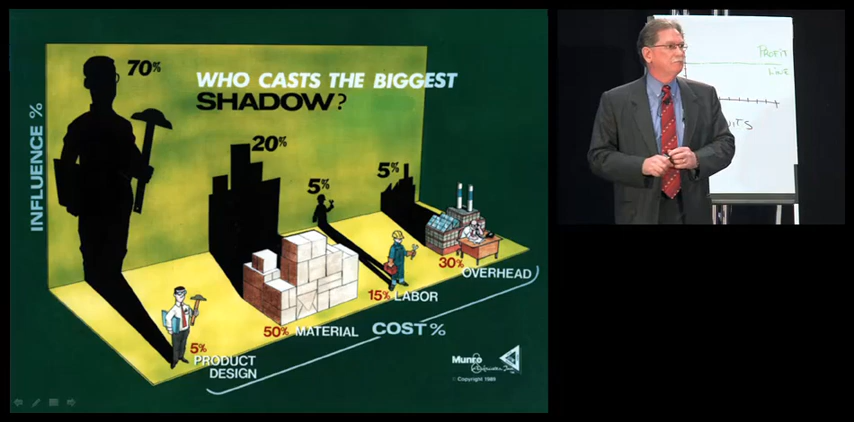 WHO CASTS THE BIGGEST
SHADOW?
INFLUENCE %
70%
20%
5%
5%
5%
PRODUCT
DESIGN
50% MATERIAL
15% LABOR
30%
OVERHEAD
COST %
Munro
© Copyright 1989
PROFIT
LINE